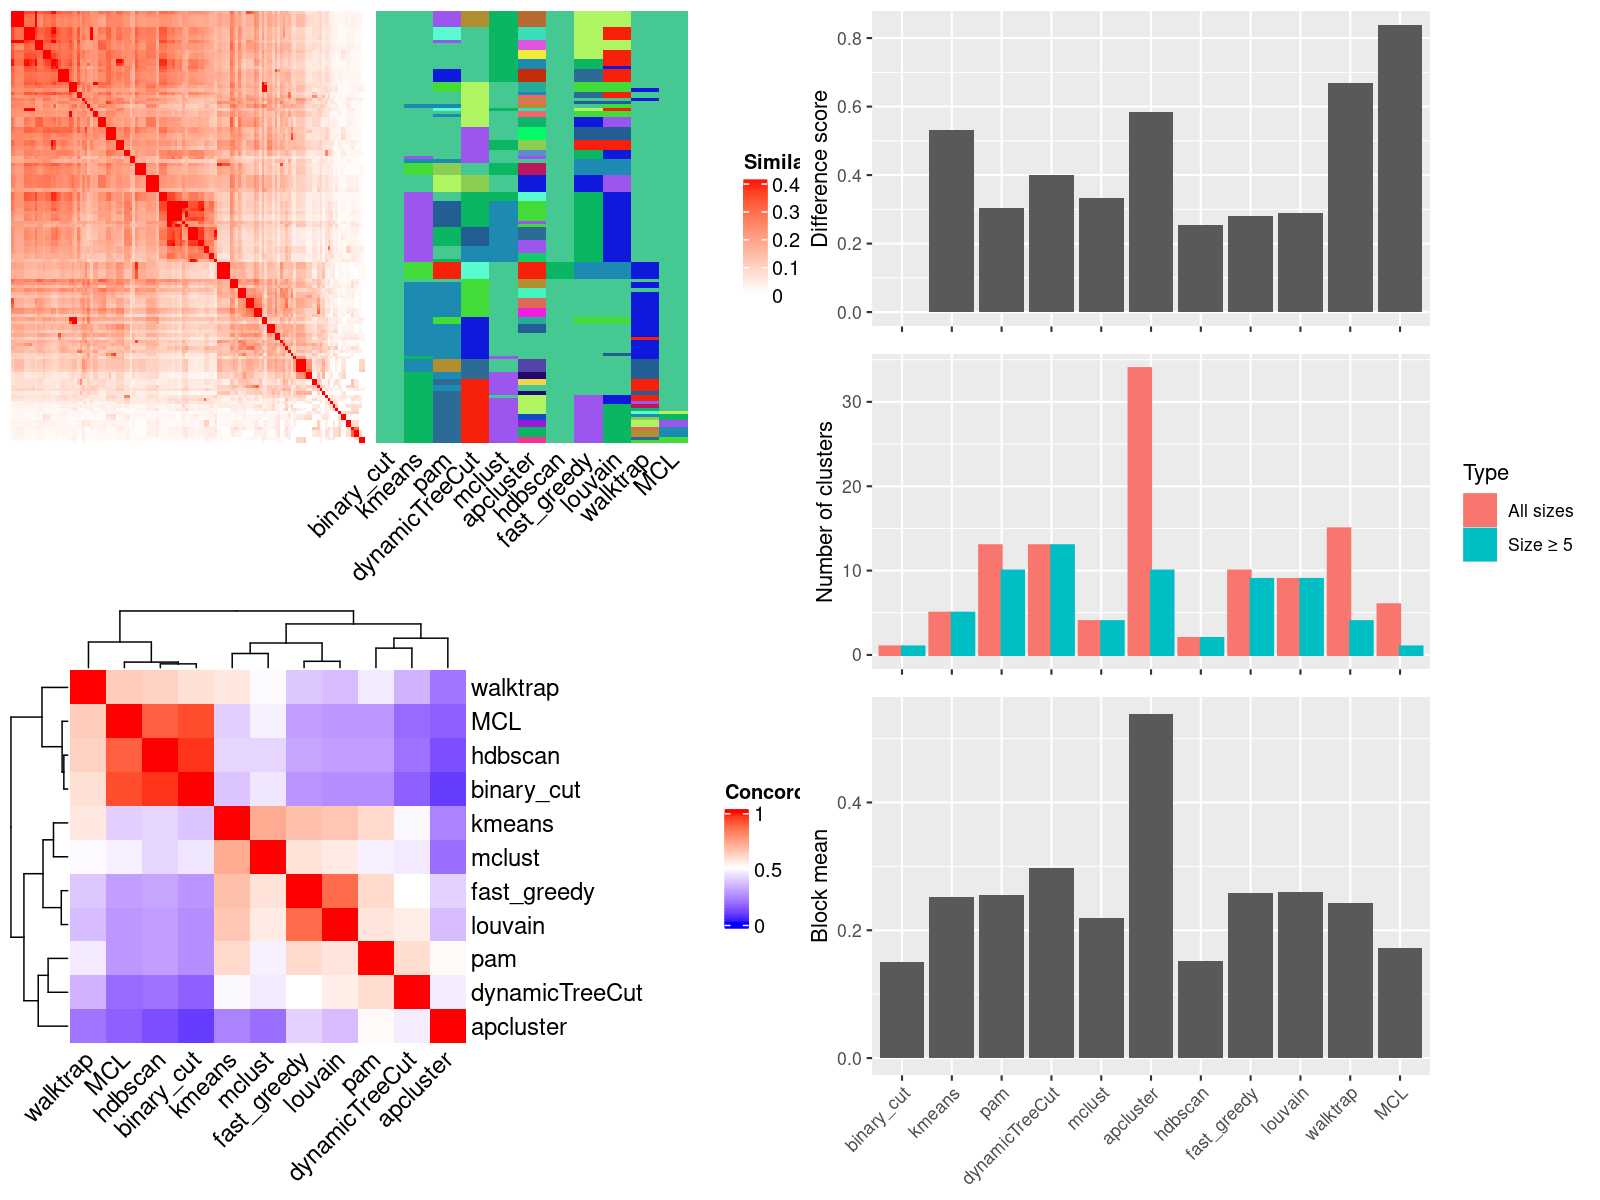 Simila
0.4
0.3
0.2
0.1
0
binary_cut
kmeans
pam
dynamicTreeCut
mclust
apcluster
hdbscan
fast_greedy
louvain
walktrap
MCL
walktrap
MCL
hdbscan
binary_cut
kmeans
mclust
fast_greedy
louvain
pam
dynamicTreeCut
apcluster
walktrap
MCL
hdbscan
binary_cut
kmeans
mclust
fast_greedy
louvain
pam
dynamicTreeCut
apcluster
Concord
1
0.5
0
Difference score
0.8
0.6
0.4
0.2
0.0
Number of clusters
30
20
10
0
Type
All sizes
Size ≥ 5
Block mean
0.4
0.2
0.0
binary_cut
kmeans
pam
dynamicTreeCut
mclust
apcluster
hdbscan
fast_greedy
louvain
walktrap
MCL